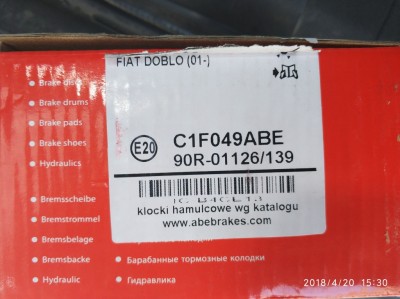 FIAT DOBLO (01-)
Brake discs
Brake drums
Brake pads
Brake shoes
Hydraulics
E20
C1F049ABE
90R-01126/139
klocki hamulcowe wg katalogu
www.abebrakes.com
Bremsscheibe
Bremstrommel
Bremsbelage
Bremsbacke
Hydraulic
Барабанные тормозные колодки
Гидравлика
2018/4/20 15:30